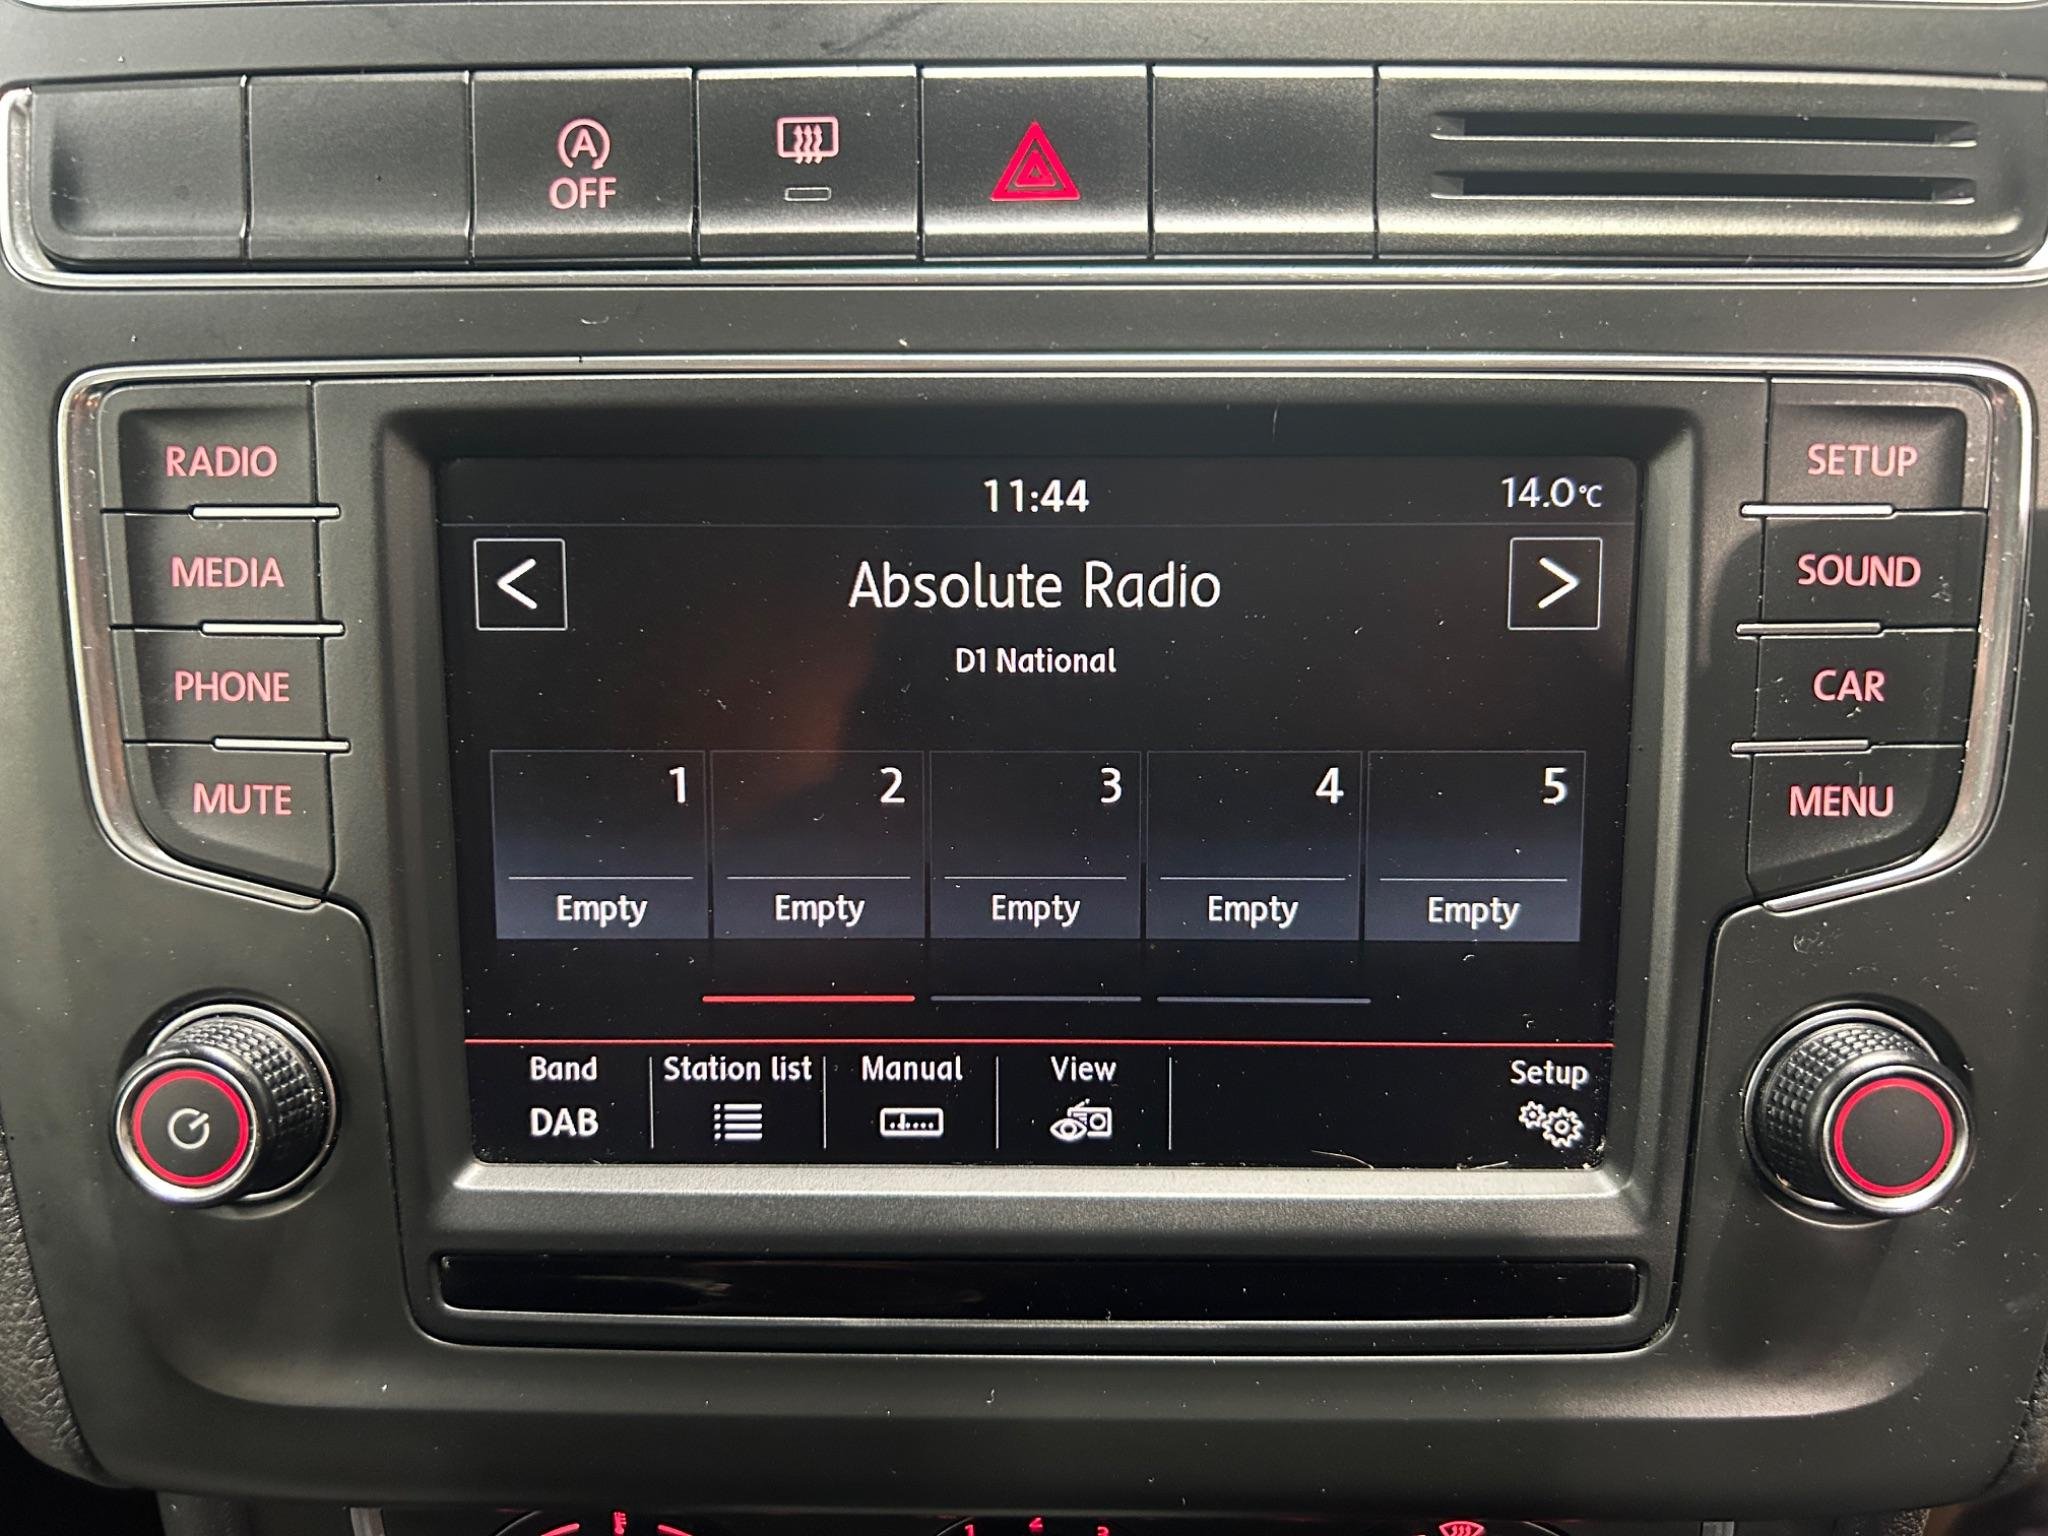 A
OFF
RADIO
MEDIA
PHONE
MUTE
11:44
14.0°C
<
Absolute Radio
>
D1 National
1 2 3 4 5
Empty Empty Empty Empty Empty
Band Station list Manual View Setup
DAB
SETUP
SOUND
CAR
MENU